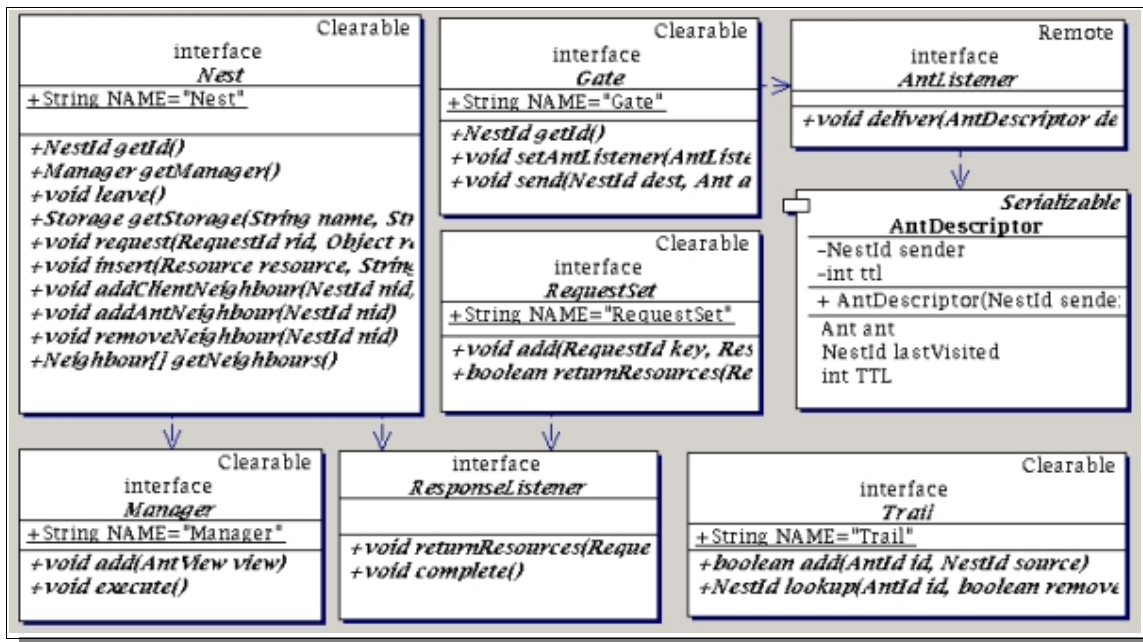 Clearable
interface
Nest
+String NAME="Nest"
+NestId getId()
+Manager getManager()
+void leave()
+Storage getStorage(String name, Str
+void request(RequestId rid, Object re
+void insert(Resource resource, String
+void addClientNeighbour(NestId nid,
+void addAntNeighbour(NestId nid)
+void removeNeighbour(NestId nid)
+Neighbour[] getNeighbours()
Clearable
interface
Gate
+String NAME="Gate"
+NestId getId()
+void setAntListener(AntListe
+void send(NestId dest, Ant a
Remote
interface
AntListener
+void deliver(AntDescriptor de
Clearable
interface
RequestSet
+String NAME="RequestSet"
+void add(RequestId key, Res
+boolean returnResources(Re
Serializable
AntDescriptor
-NestId sender
-int ttl
+ AntDescriptor(NestId sender
Ant ant
NestId lastVisited
int TTL
Clearable
interface
Manager
+String NAME="Manager"
+void add(AntView view)
+void execute()
interface
ResponseListener
+void returnResources(Reque
+void complete()
Clearable
interface
Trail
+String NAME="Trail"
+boolean add(AntId id, NestId source)
+NestId lookup(AntId id, boolean remove